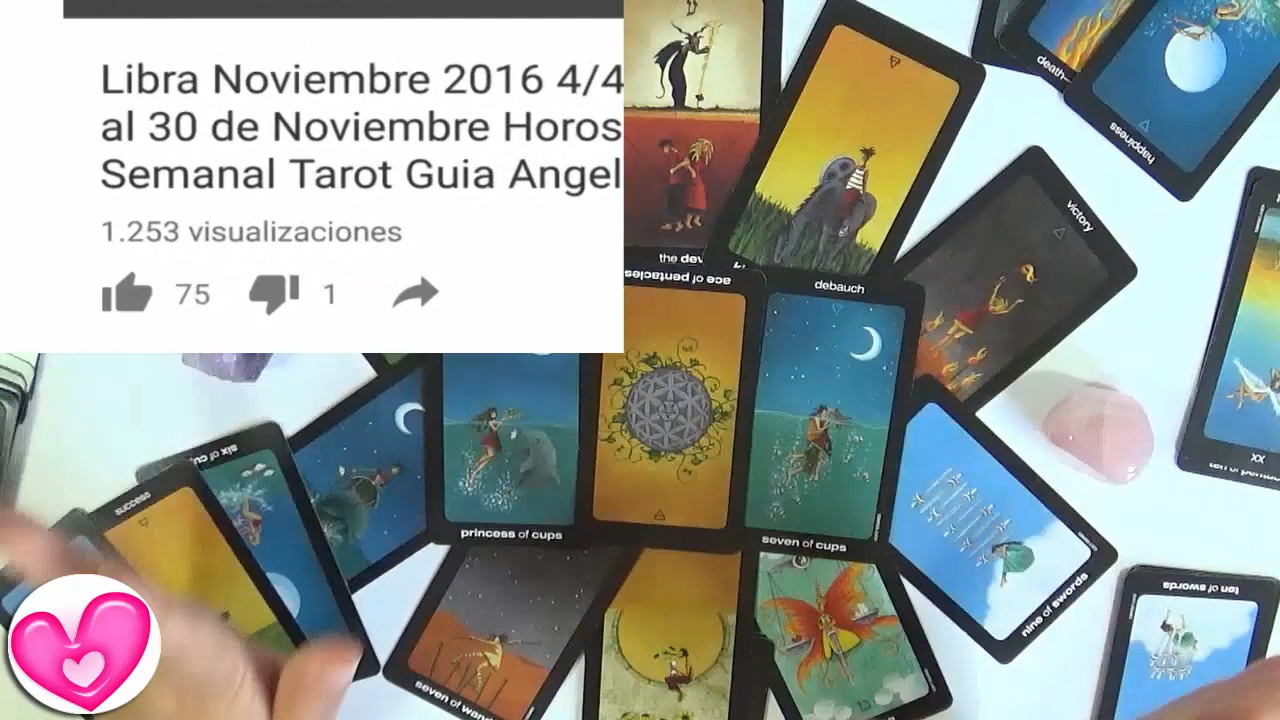 Libra Noviembre 2016 4/4
al 30 de Noviembre Horos
Semanal Tarot Guia Angel
1.253 visualizaciones
75
1
the dev
death
happiness
victory
ace of pentacles
debauch
XX
six of cu
success
princess of cups
seven of cups
nine of swords
ten of swords
seven of wand